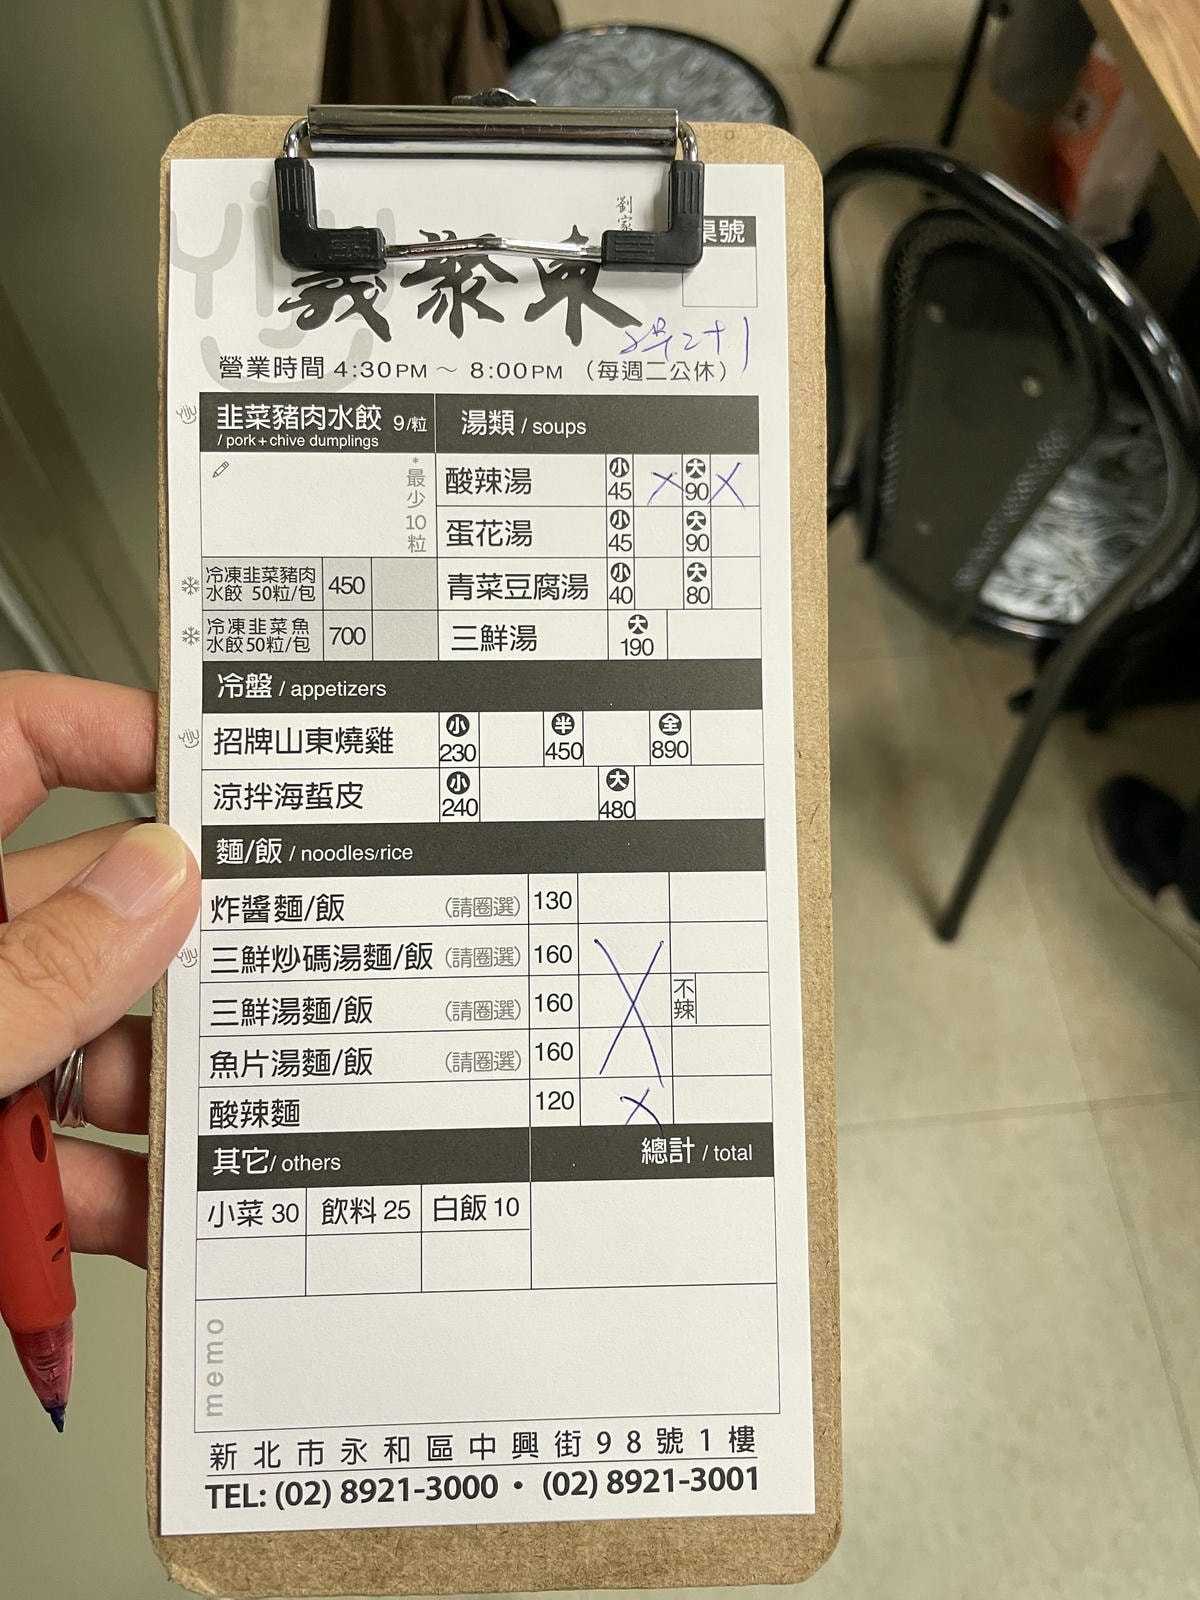 劉家
義聚東
桌號
營業時間 4:30PM ~ 8:00PM （每週二公休）
韭菜豬肉水餃 9/粒
/ pork+chive dumplings
*最少10粒
冷凍韭菜豬肉水餃 50粒/包 450
冷凍韭菜魚水餃50粒/包 700
湯類 / soups
酸辣湯 小 45 X 大 90 X
蛋花湯 小 45 大 90
青菜豆腐湯 小 40 大 80
三鮮湯 大 190
冷盤 / appetizers
招牌山東燒雞 小 230 半 450 全 890
涼拌海蜇皮 小 240 大 480
麵/飯 / noodles/rice
炸醬麵/飯 （請圈選） 130
三鮮炒碼湯麵/飯 （請圈選） 160
三鮮湯麵/飯 （請圈選） 160 X 不辣
魚片湯麵/飯 （請圈選） 160
酸辣麵 120 X
其它/ others
總計 / total
小菜 30 飲料 25 白飯 10
memo
新北市永和區中興街98號1樓
TEL: (02) 8921-3000 • (02) 8921-3001
Yiju